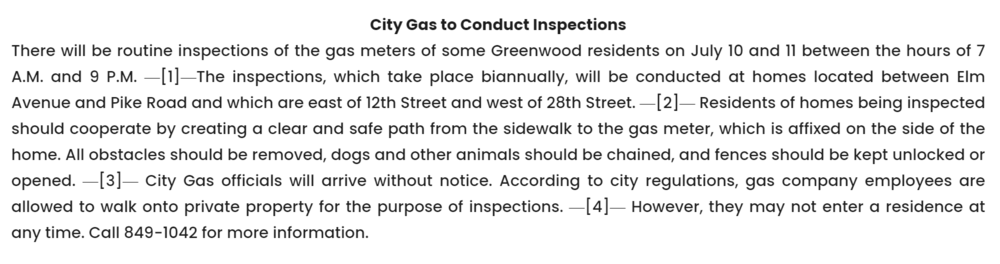 City Gas to Conduct Inspections
There will be routine inspections of the gas meters of some Greenwood residents on July 10 and 11 between the hours of 7
A.M. and 9 P.M. —[1]—The inspections, which take place biannually, will be conducted at homes located between Elm
Avenue and Pike Road and which are east of 12th Street and west of 28th Street. —[2]— Residents of homes being inspected
should cooperate by creating a clear and safe path from the sidewalk to the gas meter, which is affixed on the side of the
home. All obstacles should be removed, dogs and other animals should be chained, and fences should be kept unlocked or
opened. —[3]— City Gas officials will arrive without notice. According to city regulations, gas company employees are
allowed to walk onto private property for the purpose of inspections. —[4]— However, they may not enter a residence at
any time. Call 849-1042 for more information.